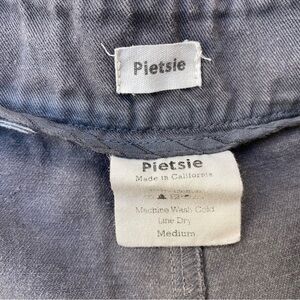 Pietsie
Pietsie
Made in California
Machine Wash Cold
Line Dry
Medium